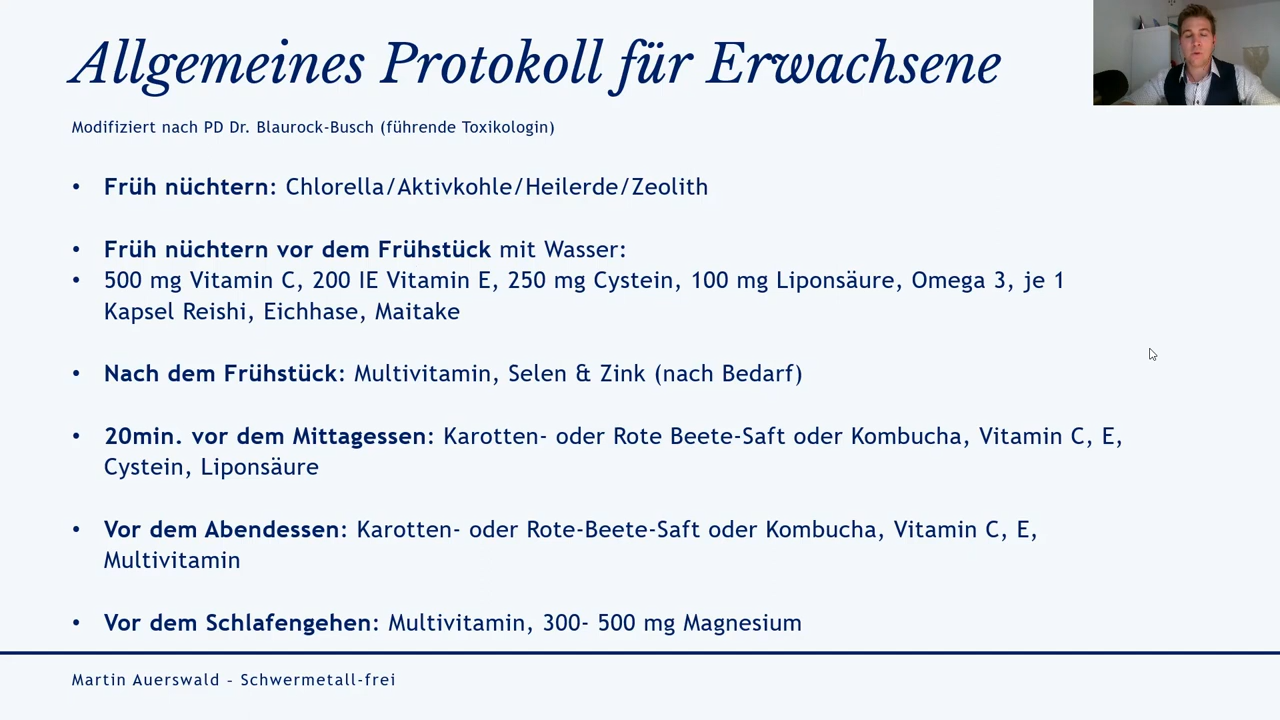 Allgemeines Protokoll für Erwachsene
Modifiziert nach PD Dr. Blaurock-Busch (führende Toxikologin)
• Früh nüchtern: Chlorella/Aktivkohle/Heilerde/Zeolith
• Früh nüchtern vor dem Frühstück mit Wasser:
• 500 mg Vitamin C, 200 IE Vitamin E, 250 mg Cystein, 100 mg Liponsäure, Omega 3, je 1
Kapsel Reishi, Eichhase, Maitake
• Nach dem Frühstück: Multivitamin, Selen & Zink (nach Bedarf)
• 20min. vor dem Mittagessen: Karotten- oder Rote Beete-Saft oder Kombucha, Vitamin C, E,
Cystein, Liponsäure
• Vor dem Abendessen: Karotten- oder Rote-Beete-Saft oder Kombucha, Vitamin C, E,
Multivitamin
• Vor dem Schlafengehen: Multivitamin, 300- 500 mg Magnesium
Martin Auerswald - Schwermetall-frei